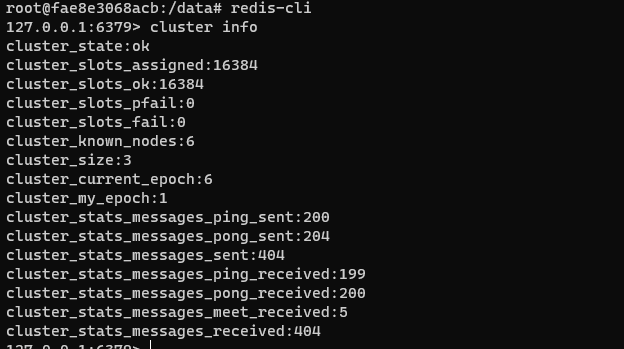 root@fae8e3068acb:/data# redis-cli
127.0.0.1:6379> cluster info
cluster_state:ok
cluster_slots_assigned:16384
cluster_slots_ok:16384
cluster_slots_pfail:0
cluster_slots_fail:0
cluster_known_nodes:6
cluster_size:3
cluster_current_epoch:6
cluster_my_epoch:1
cluster_stats_messages_ping_sent:200
cluster_stats_messages_pong_sent:204
cluster_stats_messages_sent:404
cluster_stats_messages_ping_received:199
cluster_stats_messages_pong_received:200
cluster_stats_messages_meet_received:5
cluster_stats_messages_received:404
127.0.0.1:6379>